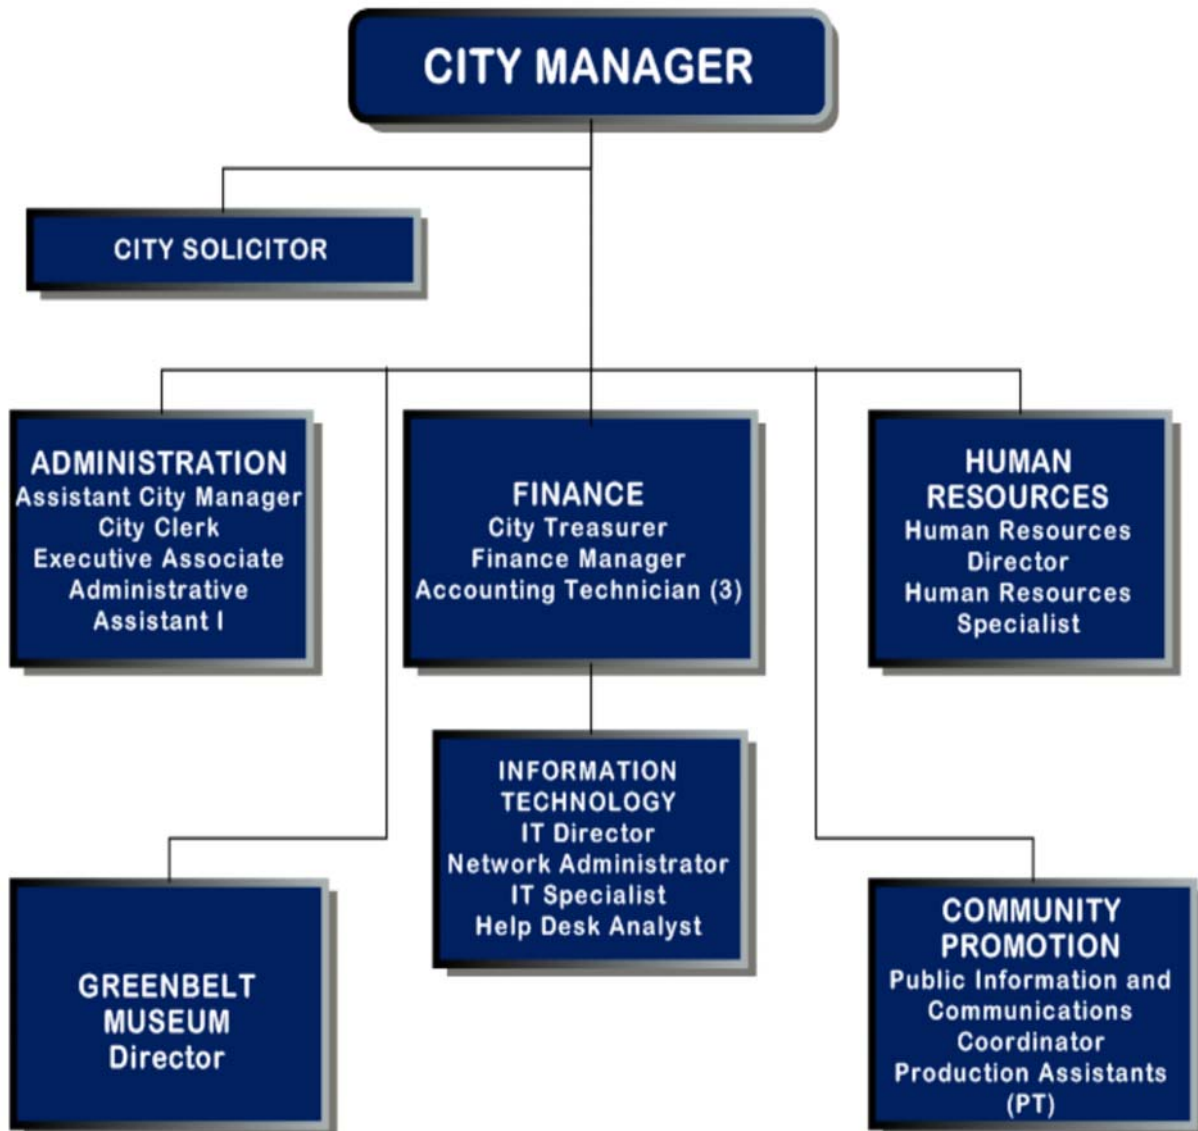 CITY MANAGER
CITY SOLICITOR
ADMINISTRATION
Assistant City Manager
City Clerk
Executive Associate
Administrative
Assistant I
FINANCE
City Treasurer
Finance Manager
Accounting Technician (3)
HUMAN
RESOURCES
Human Resources
Director
Human Resources
Specialist
INFORMATION
TECHNOLOGY
IT Director
Network Administrator
IT Specialist
Help Desk Analyst
GREENBELT
MUSEUM
Director
COMMUNITY
PROMOTION
Public Information and
Communications
Coordinator
Production Assistants
(PT)